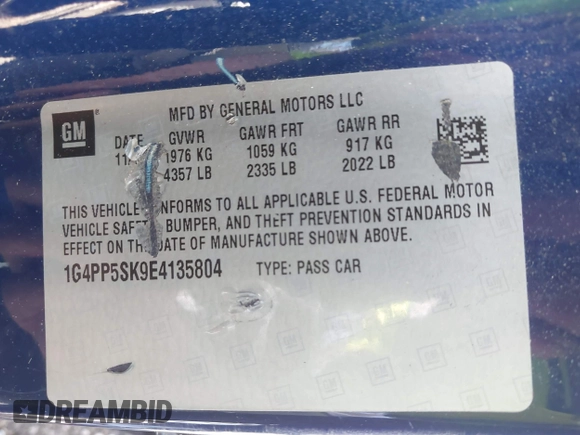 MFD BY GENERAL MOTORS LLC
GM
DATE GVWR GAWR FRT GAWR RR
1976 KG 1059 KG 917 KG
4357 LB 2335 LB 2022 LB
THIS VEHICLE CONFORMS TO ALL APPLICABLE U.S. FEDERAL MOTOR
VEHICLE SAFETY, BUMPER, AND THEFT PREVENTION STANDARDS IN
EFFECT ON THE DATE OF MANUFACTURE SHOWN ABOVE.
1G4PP5SK9E4135804 TYPE: PASS CAR
DREAMBID